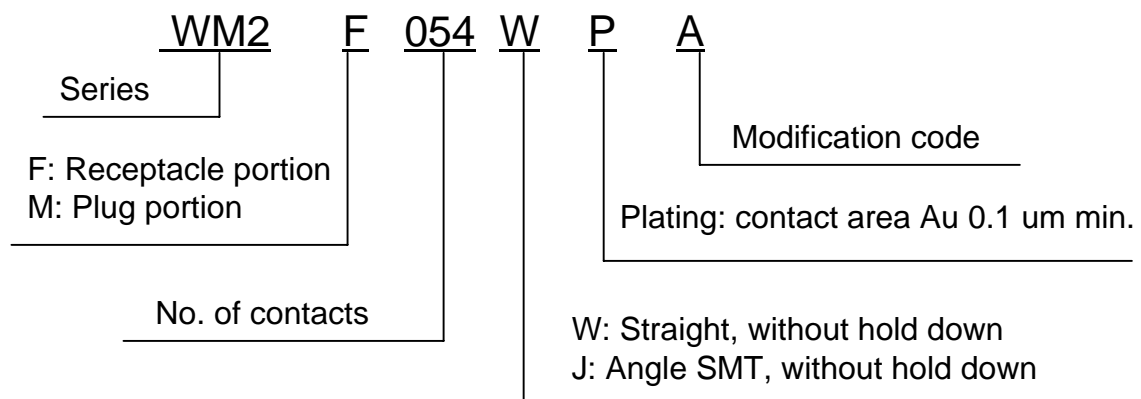 WM2 F 054 W P A
Series
Modification code
F: Receptacle portion
M: Plug portion
Plating: contact area Au 0.1 um min.
No. of contacts
W: Straight, without hold down
J: Angle SMT, without hold down